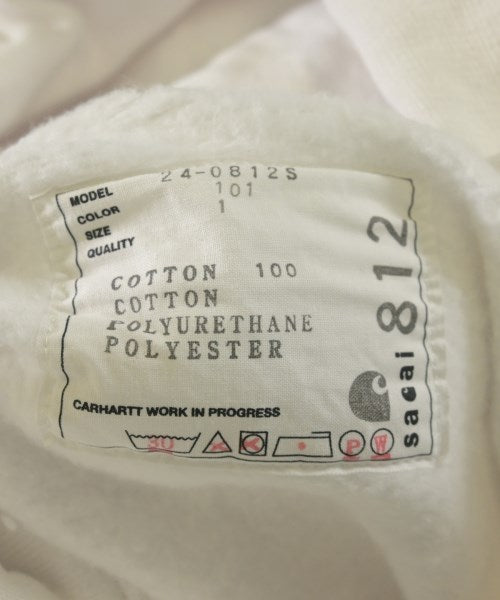 MODEL 24-0812S
COLOR 101
SIZE 1
QUALITY
COTTON 100
COTTON
POLYURETHANE
POLYESTER
CARHARTT WORK IN PROGRESS
30 P W
sacai 812